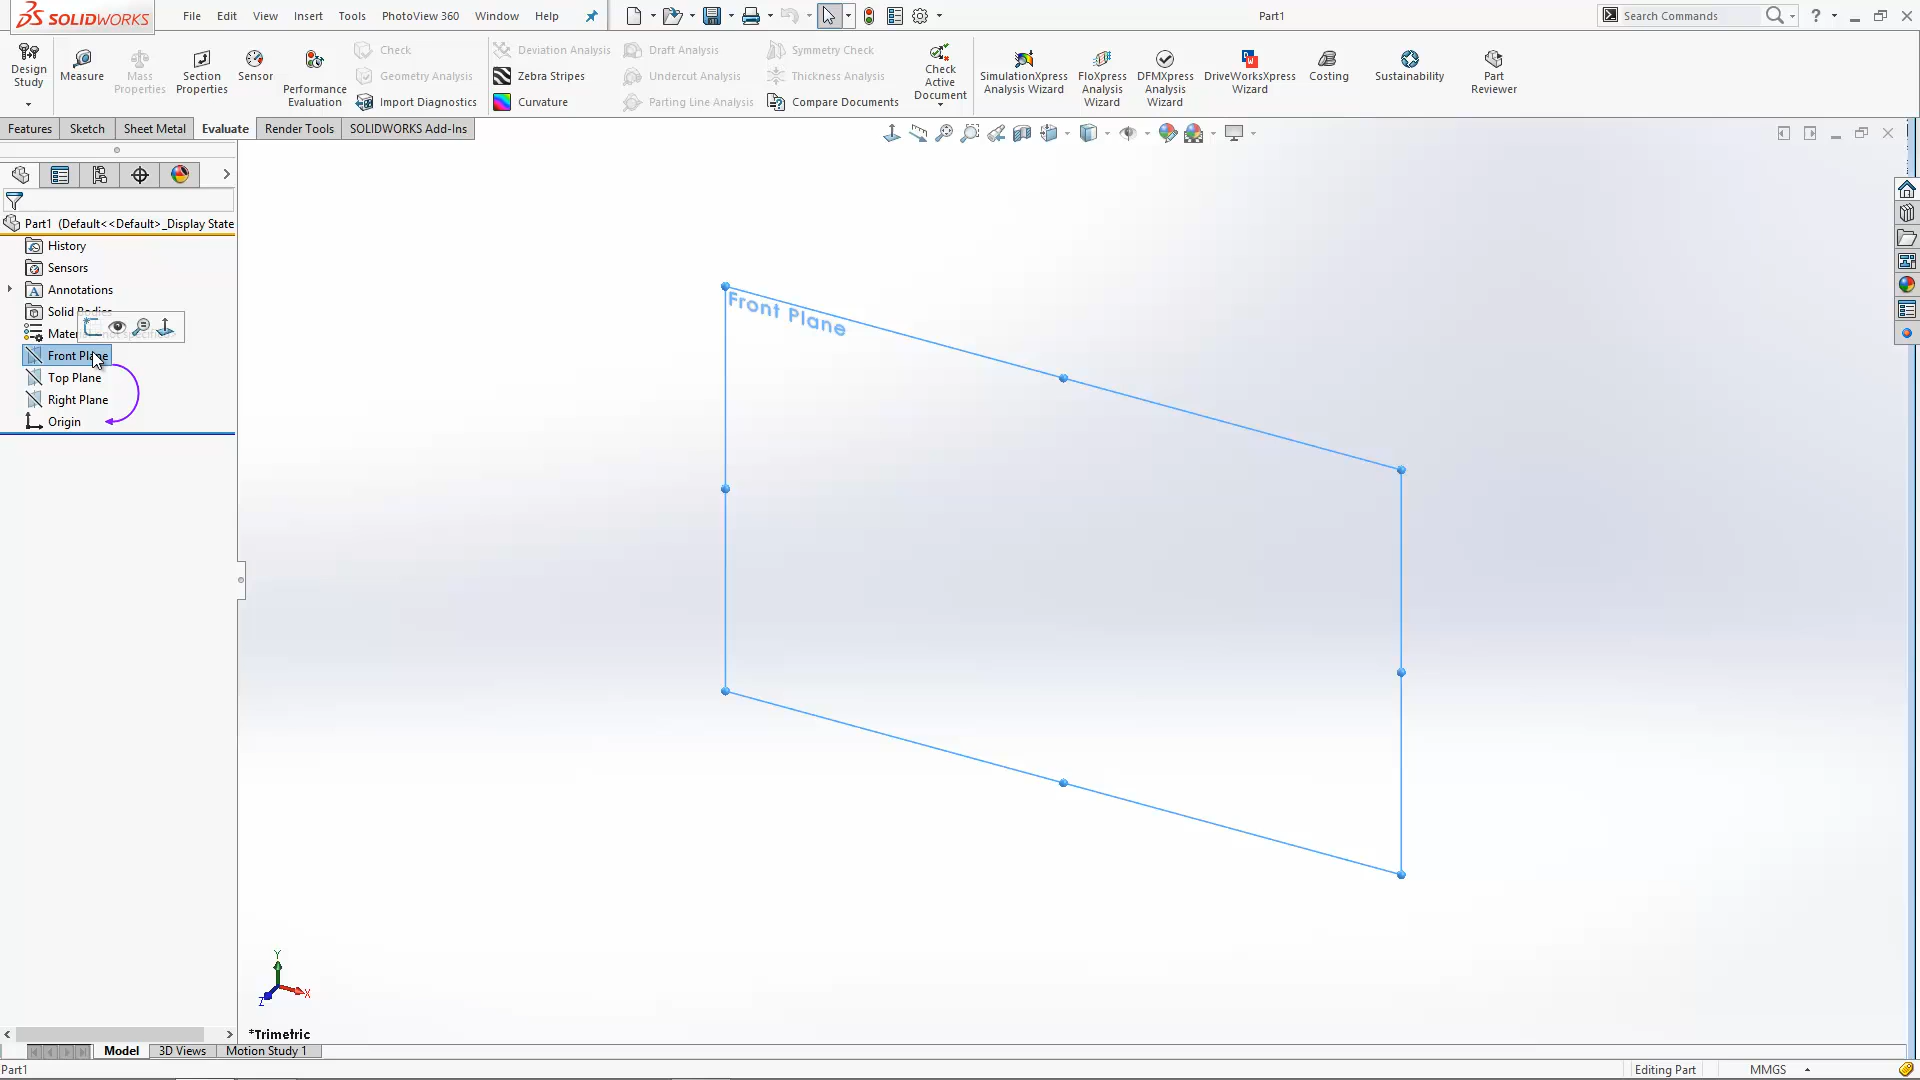 SOLIDWORKS
File Edit View Insert Tools PhotoView 360 Window Help
Part1
Search Commands
?
Design Study
Measure
Mass Properties
Section Properties
Sensor
Performance Evaluation
Check
Geometry Analysis
Import Diagnostics
Deviation Analysis
Zebra Stripes
Curvature
Draft Analysis
Undercut Analysis
Parting Line Analysis
Symmetry Check
Thickness Analysis
Compare Documents
Check Active Document
SimulationXpress Analysis Wizard
FloXpress Analysis Wizard
DFMXpress Analysis Wizard
DriveWorksXpress Wizard
Costing
Sustainability
Part Reviewer
Features Sketch Sheet Metal Evaluate Render Tools SOLIDWORKS Add-Ins
Part1 (Default<<Default>_Display State
History
Sensors
Annotations
Solid
Front Plane
Top Plane
Right Plane
Origin
Front Plane
Y
X
Z
*Trimetric
Model 3D Views Motion Study 1
Part1
Editing Part
MMGS